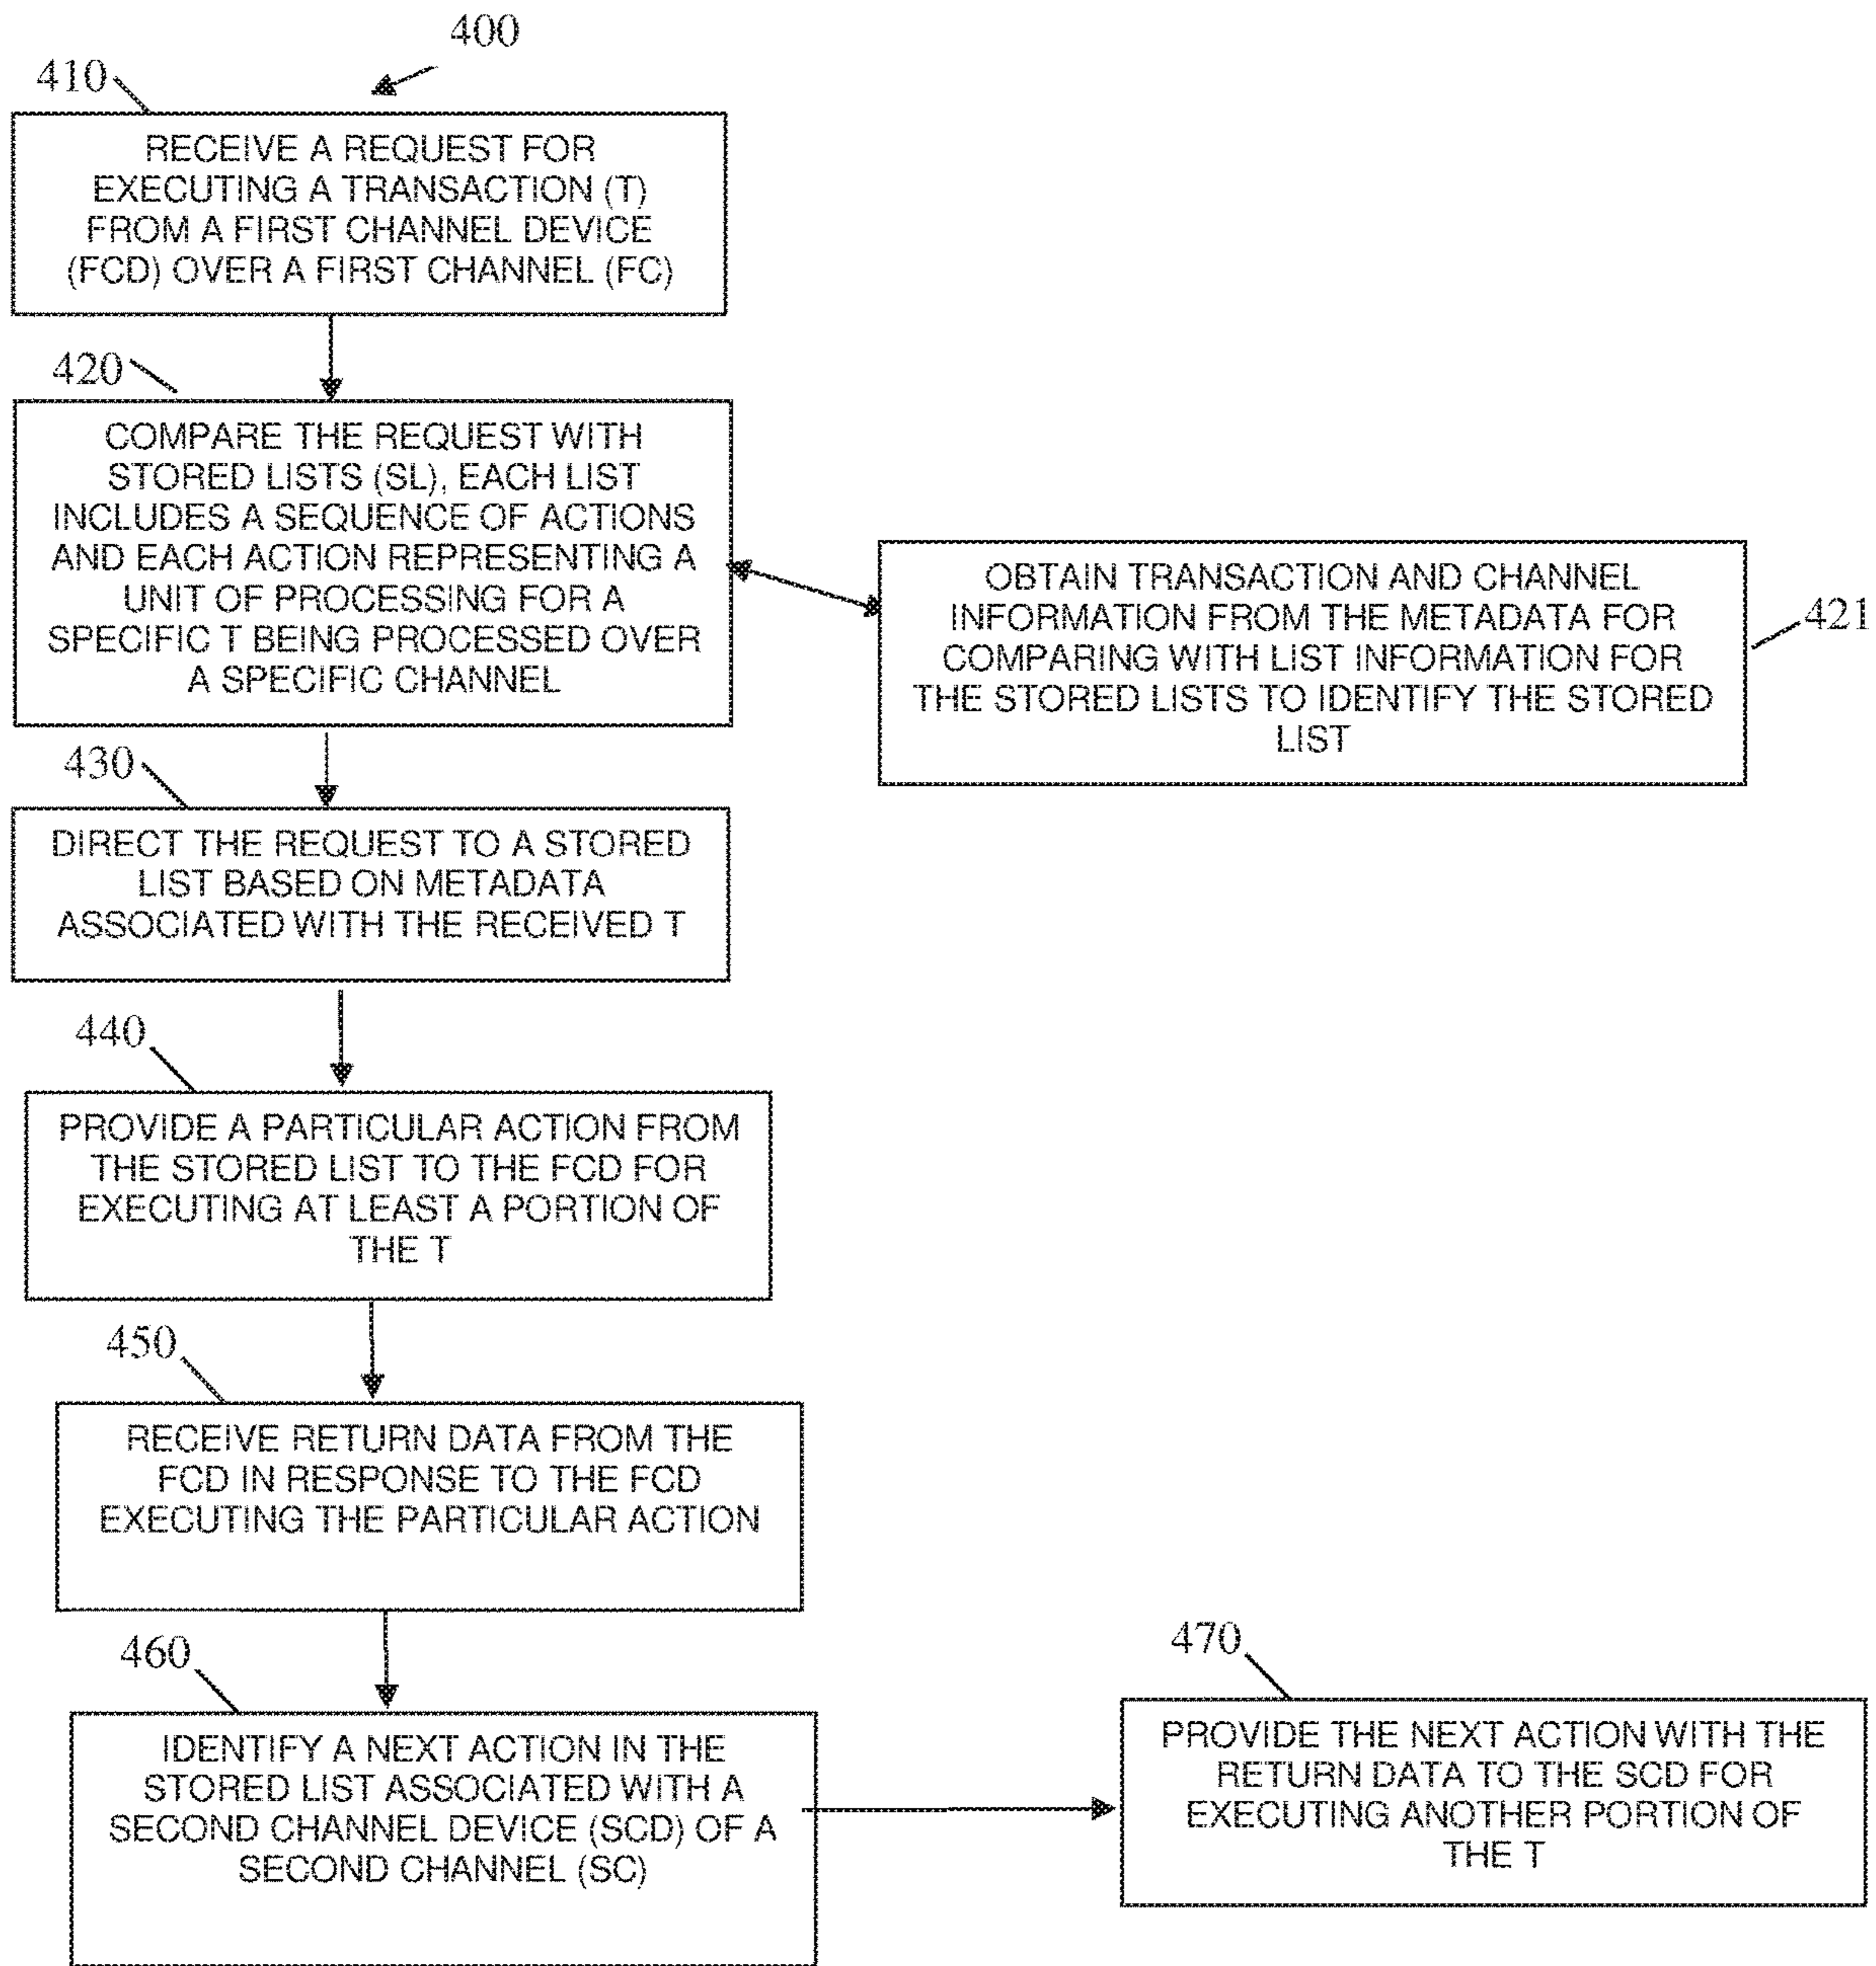 400
410
RECEIVE A REQUEST FOR
EXECUTING A TRANSACTION (T)
FROM A FIRST CHANNEL DEVICE
(FCD) OVER A FIRST CHANNEL (FC)
420
COMPARE THE REQUEST WITH
STORED LISTS (SL), EACH LIST
INCLUDES A SEQUENCE OF ACTIONS
AND EACH ACTION REPRESENTING A
UNIT OF PROCESSING FOR A
SPECIFIC T BEING PROCESSED OVER
A SPECIFIC CHANNEL
OBTAIN TRANSACTION AND CHANNEL
INFORMATION FROM THE METADATA FOR
COMPARING WITH LIST INFORMATION FOR
THE STORED LISTS TO IDENTIFY THE STORED
LIST
421
430
DIRECT THE REQUEST TO A STORED
LIST BASED ON METADATA
ASSOCIATED WITH THE RECEIVED T
440
PROVIDE A PARTICULAR ACTION FROM
THE STORED LIST TO THE FCD FOR
EXECUTING AT LEAST A PORTION OF
THE T
450
RECEIVE RETURN DATA FROM THE
FCD IN RESPONSE TO THE FCD
EXECUTING THE PARTICULAR ACTION
460
IDENTIFY A NEXT ACTION IN THE
STORED LIST ASSOCIATED WITH A
SECOND CHANNEL DEVICE (SCD) OF A
SECOND CHANNEL (SC)
470
PROVIDE THE NEXT ACTION WITH THE
RETURN DATA TO THE SCD FOR
EXECUTING ANOTHER PORTION OF
THE T